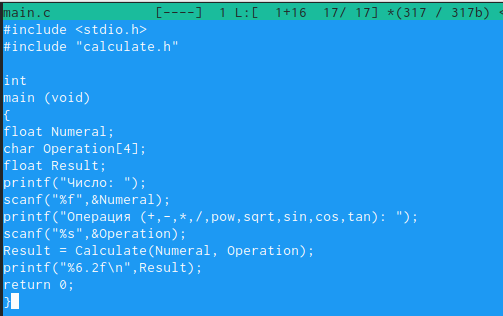 main.c             [----]  1 L:[  1+16  17/ 17] *(317 / 317b) <
#include <stdio.h>
#include "calculate.h"

int
main (void)
{
float Numeral;
char Operation[4];
float Result;
printf("Число: ");
scanf("%f",&Numeral);
printf("Операция (+,-,*,/,pow,sqrt,sin,cos,tan): ");
scanf("%s",&Operation);
Result = Calculate(Numeral, Operation);
printf("%6.2f\n",Result);
return 0;
}